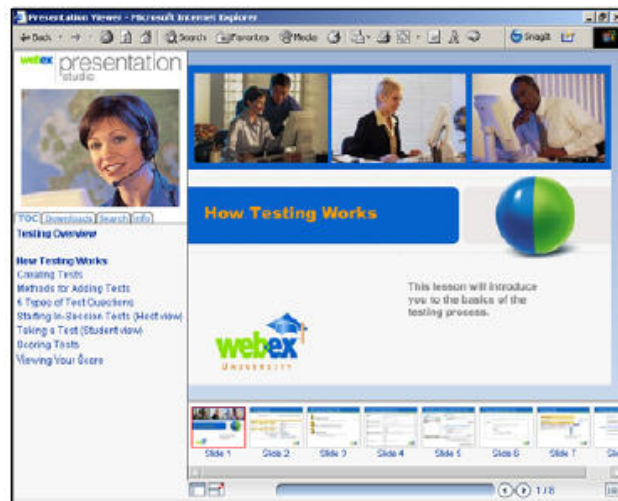 Presentation Viewer - Microsoft Internet Explorer
Back Search Favorites Media SnagIt
webex presentation
studio
TOC Downloads Search Info
Testing Overview
How Testing Works
Creating Tests
Methods for Adding Tests
6 Types of Test Questions
Starting In-Session Tests (Host view)
Taking a Test (Student view)
Scoring Tests
Viewing Your Score
How Testing Works
This lesson will introduce
you to the basics of the
testing process.
webex
UNIVERSITY
Slide 1 Slide 2 Slide 3 Slide 4 Slide 5 Slide 6 Slide 7
1 / 8